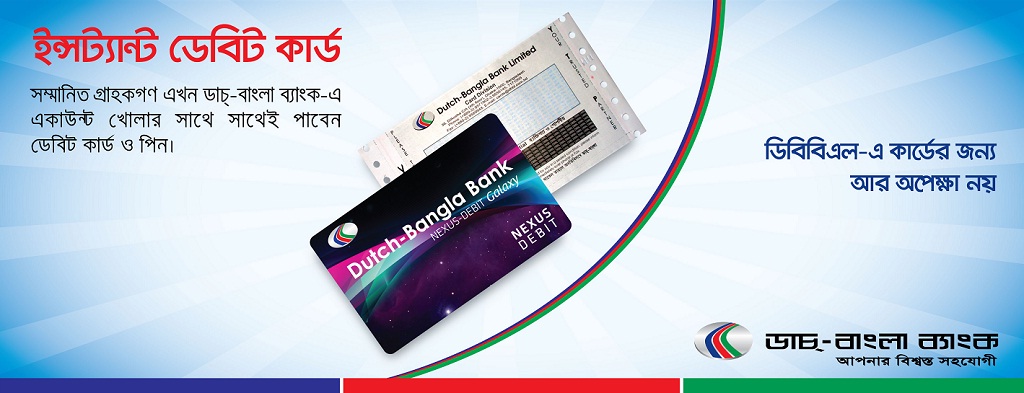 ইন্সট্যান্ট ডেবিট কার্ড
সম্মানিত গ্রাহকগণ এখন ডাচ্-বাংলা ব্যাংক-এ
একাউন্ট খোলার সাথে সাথেই পাবেন
ডেবিট কার্ড ও পিন।
Dutch-Bangla Bank Limited
Card Division
Dutch-Bangla Bank
NEXUS-DEBIT Galaxy
NEXUS
DEBIT
ডিবিবিএল-এ কার্ডের জন্য
আর অপেক্ষা নয়
ডাচ্-বাংলা ব্যাংক
আপনার বিশ্বস্ত সহযোগী